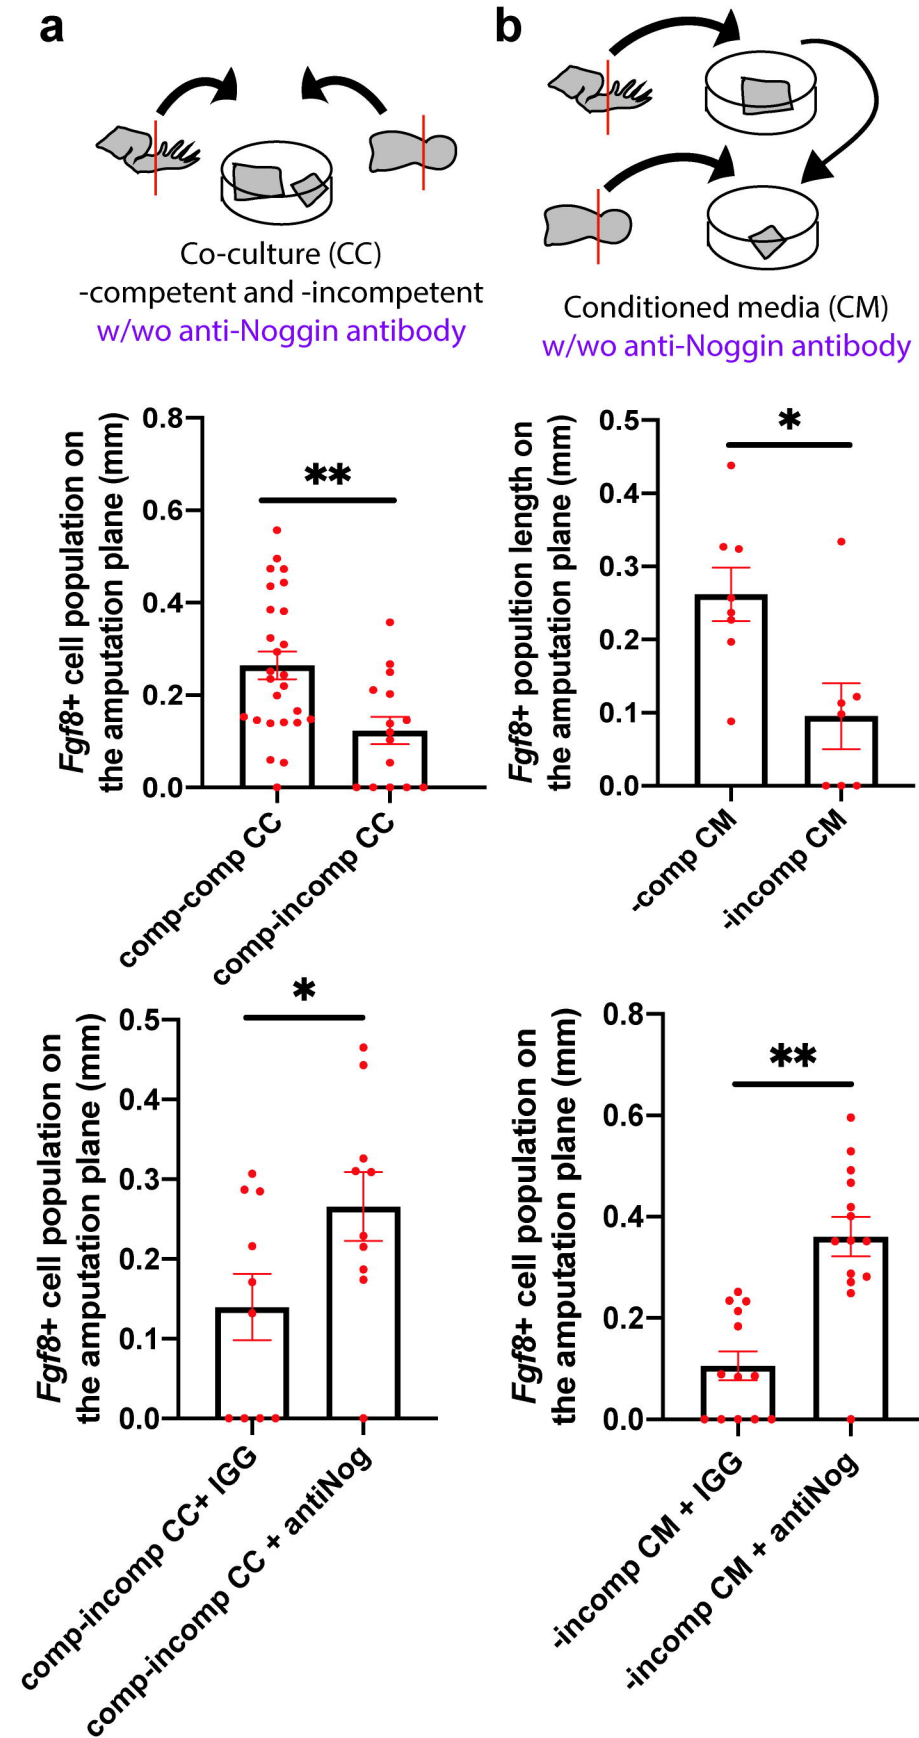 a
Co-culture (CC)
-competent and -incompetent
w/wo anti-Noggin antibody
b
Conditioned media (CM)
w/wo anti-Noggin antibody
Fgf8+ cell population on
the amputation plane (mm)
0.8
0.6
0.4
0.2
0.0
**
comp-comp CC
comp-incomp CC
Fgf8+ popultion length on
the amputation plane (mm)
0.5
0.4
0.3
0.2
0.1
0.0
*
-comp CM
-incomp CM
Fgf8+ cell population on
the amputation plane (mm)
0.5
0.4
0.3
0.2
0.1
0.0
*
comp-incomp CC+ IGG
comp-incomp CC + antiNog
Fgf8+ cell population on
the amputation plane (mm)
0.8
0.6
0.4
0.2
0.0
**
-incomp CM + IGG
-incomp CM + antiNog